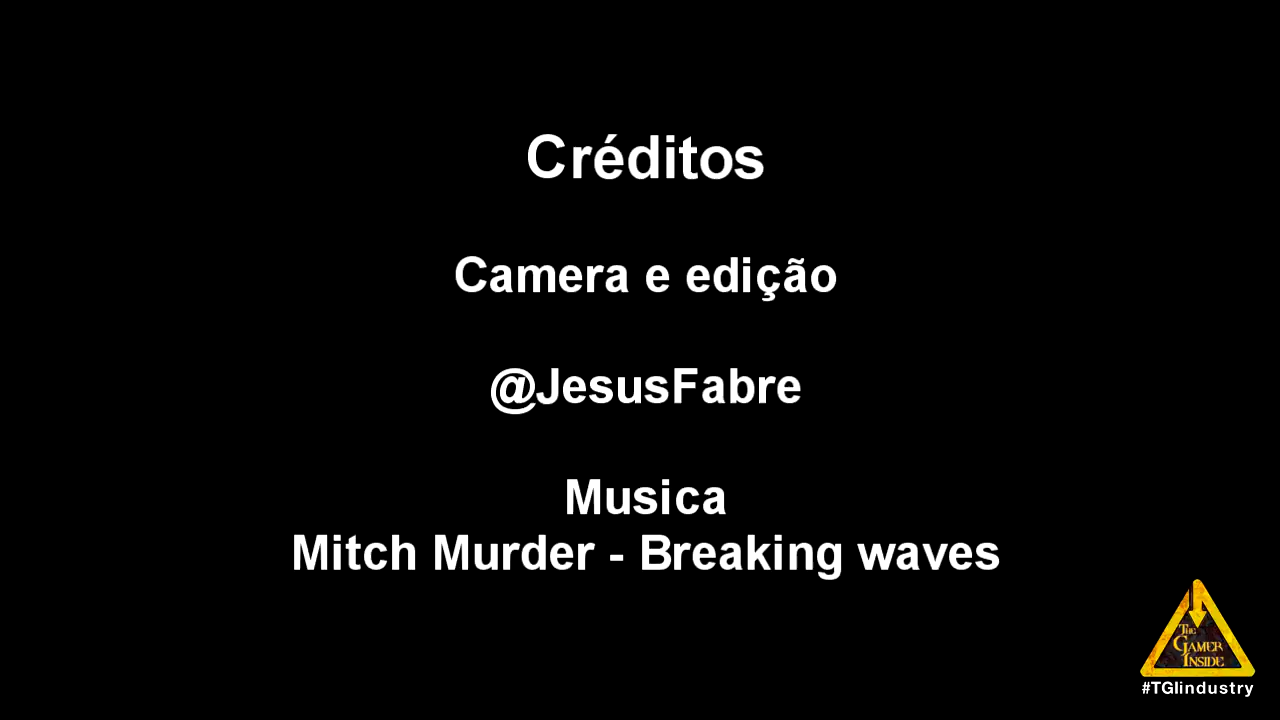 Créditos
Camera e edição
@JesusFabre
Musica
Mitch Murder - Breaking waves
The
Gamer
Inside
#TGIindustry